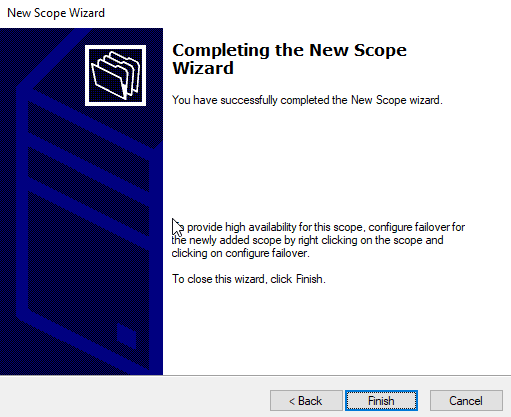 New Scope Wizard
Completing the New Scope
Wizard
You have successfully completed the New Scope wizard.
provide high availability for this scope, configure failover for
the newly added scope by right clicking on the scope and
clicking on configure failover.
To close this wizard, click Finish.
< Back
Finish
Cancel